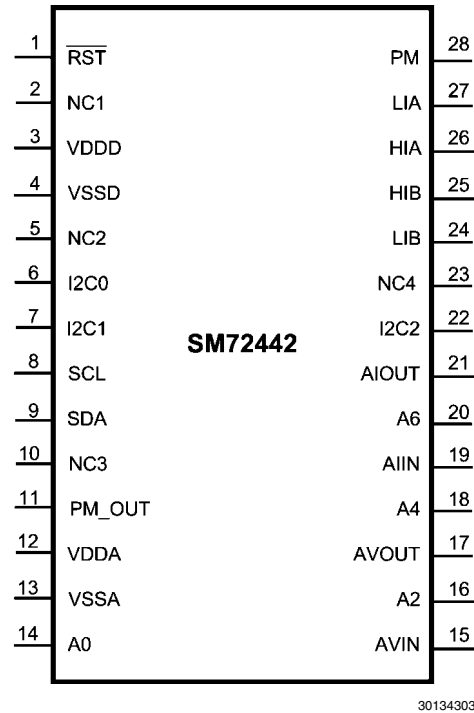 1 RST PM 28
2 NC1 LIA 27
3 VDDD HIA 26
4 VSSD HIB 25
5 NC2 LIB 24
6 I2C0 NC4 23
7 I2C1 I2C2 22
SM72442
8 SCL AIOUT 21
9 SDA A6 20
10 NC3 AIIN 19
11 PM_OUT A4 18
12 VDDA AVOUT 17
13 VSSA A2 16
14 A0 AVIN 15
30134303